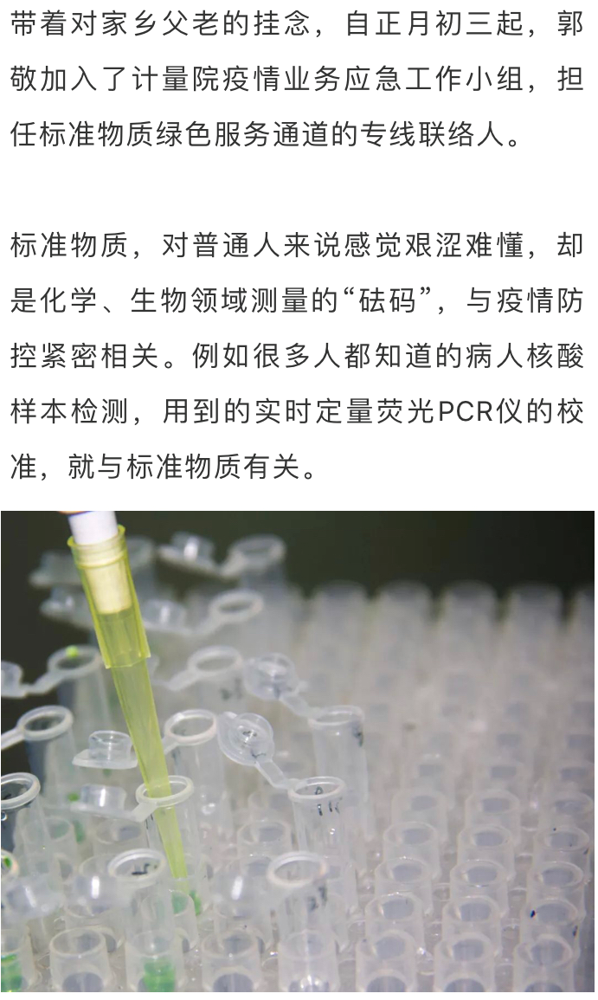 带着对家乡父老的挂念，自正月初三起，郭
敬加入了计量院疫情业务应急工作小组，担
任标准物质绿色服务通道的专线联络人。
标准物质，对普通人来说感觉艰涩难懂，却
是化学、生物领域测量的“砝码”，与疫情防
控紧密相关。例如很多人都知道的病人核酸
样本检测，用到的实时定量荧光PCR仪的校
准，就与标准物质有关。